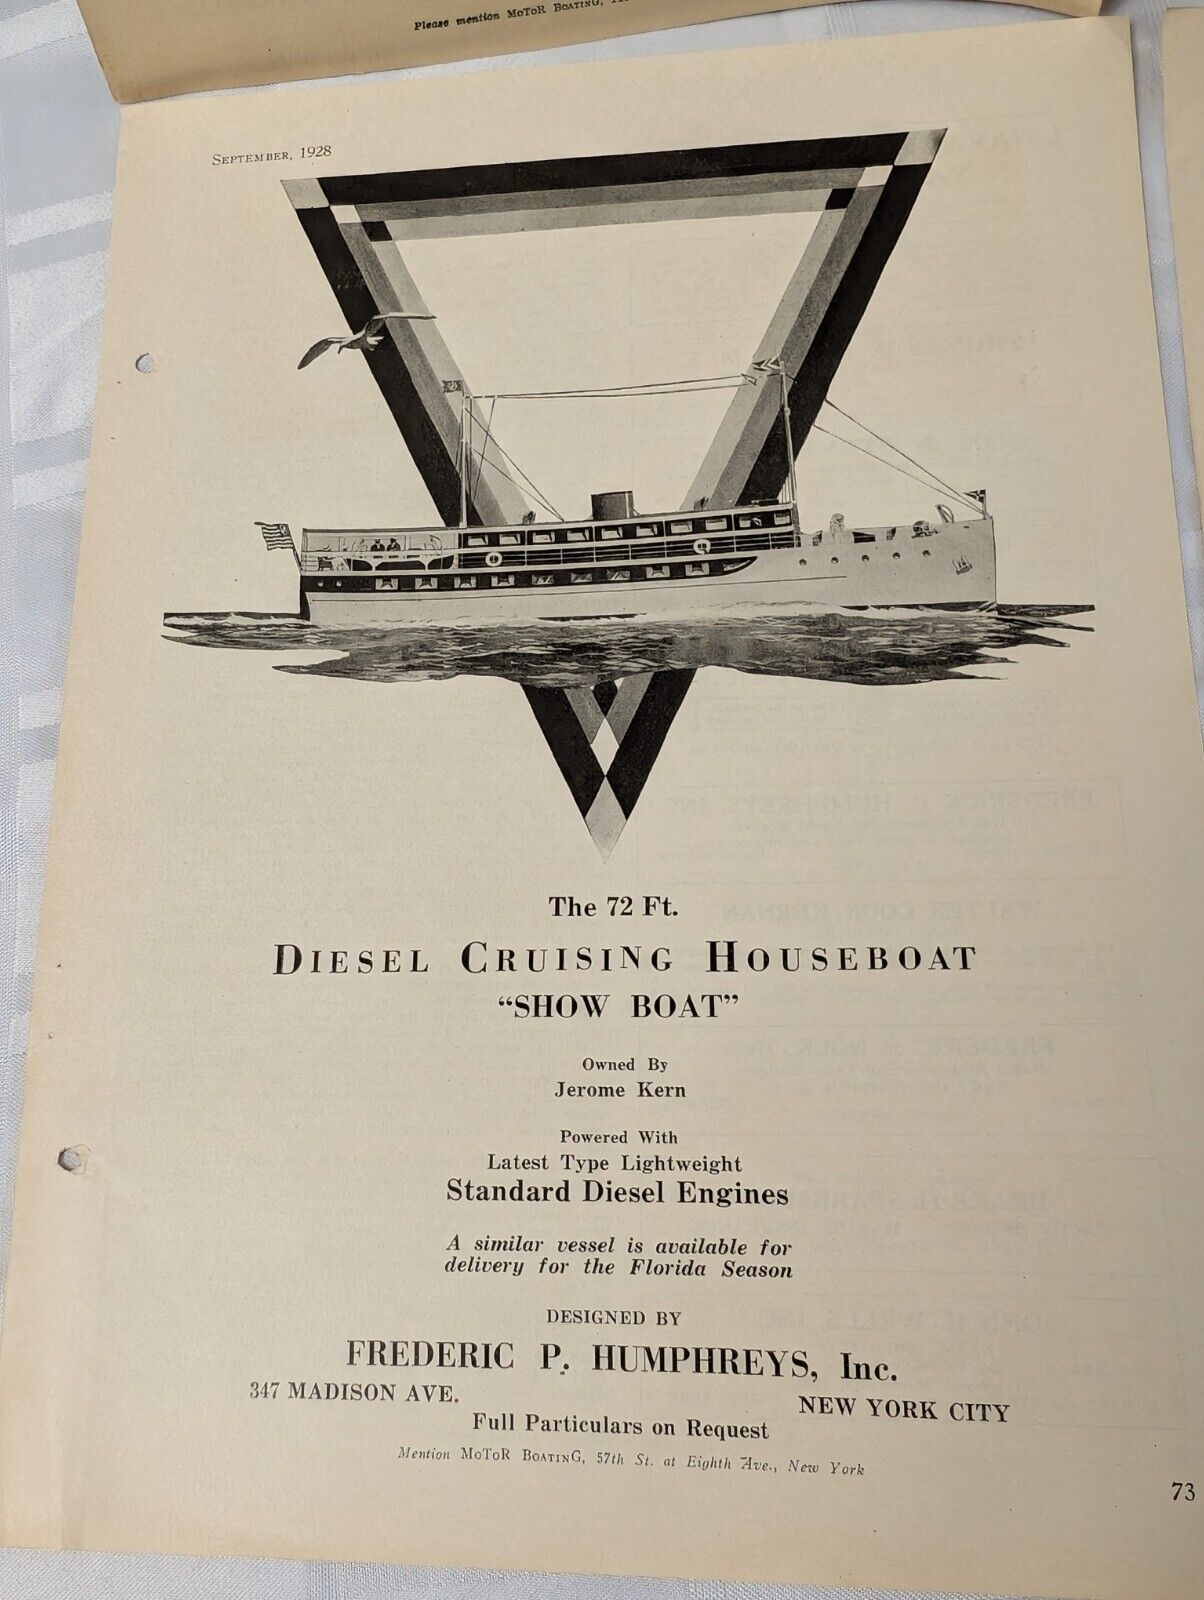 Please mention MoToR BoatinG,
September, 1928
The 72 Ft.
Diesel Cruising Houseboat
“SHOW BOAT”
Owned By
Jerome Kern
Powered With
Latest Type Lightweight
Standard Diesel Engines
A similar vessel is available for
delivery for the Florida Season
DESIGNED BY
FREDERIC P. HUMPHREYS, Inc.
347 MADISON AVE.
NEW YORK CITY
Full Particulars on Request
Mention MoToR BoatinG, 57th St. at Eighth Ave., New York
73